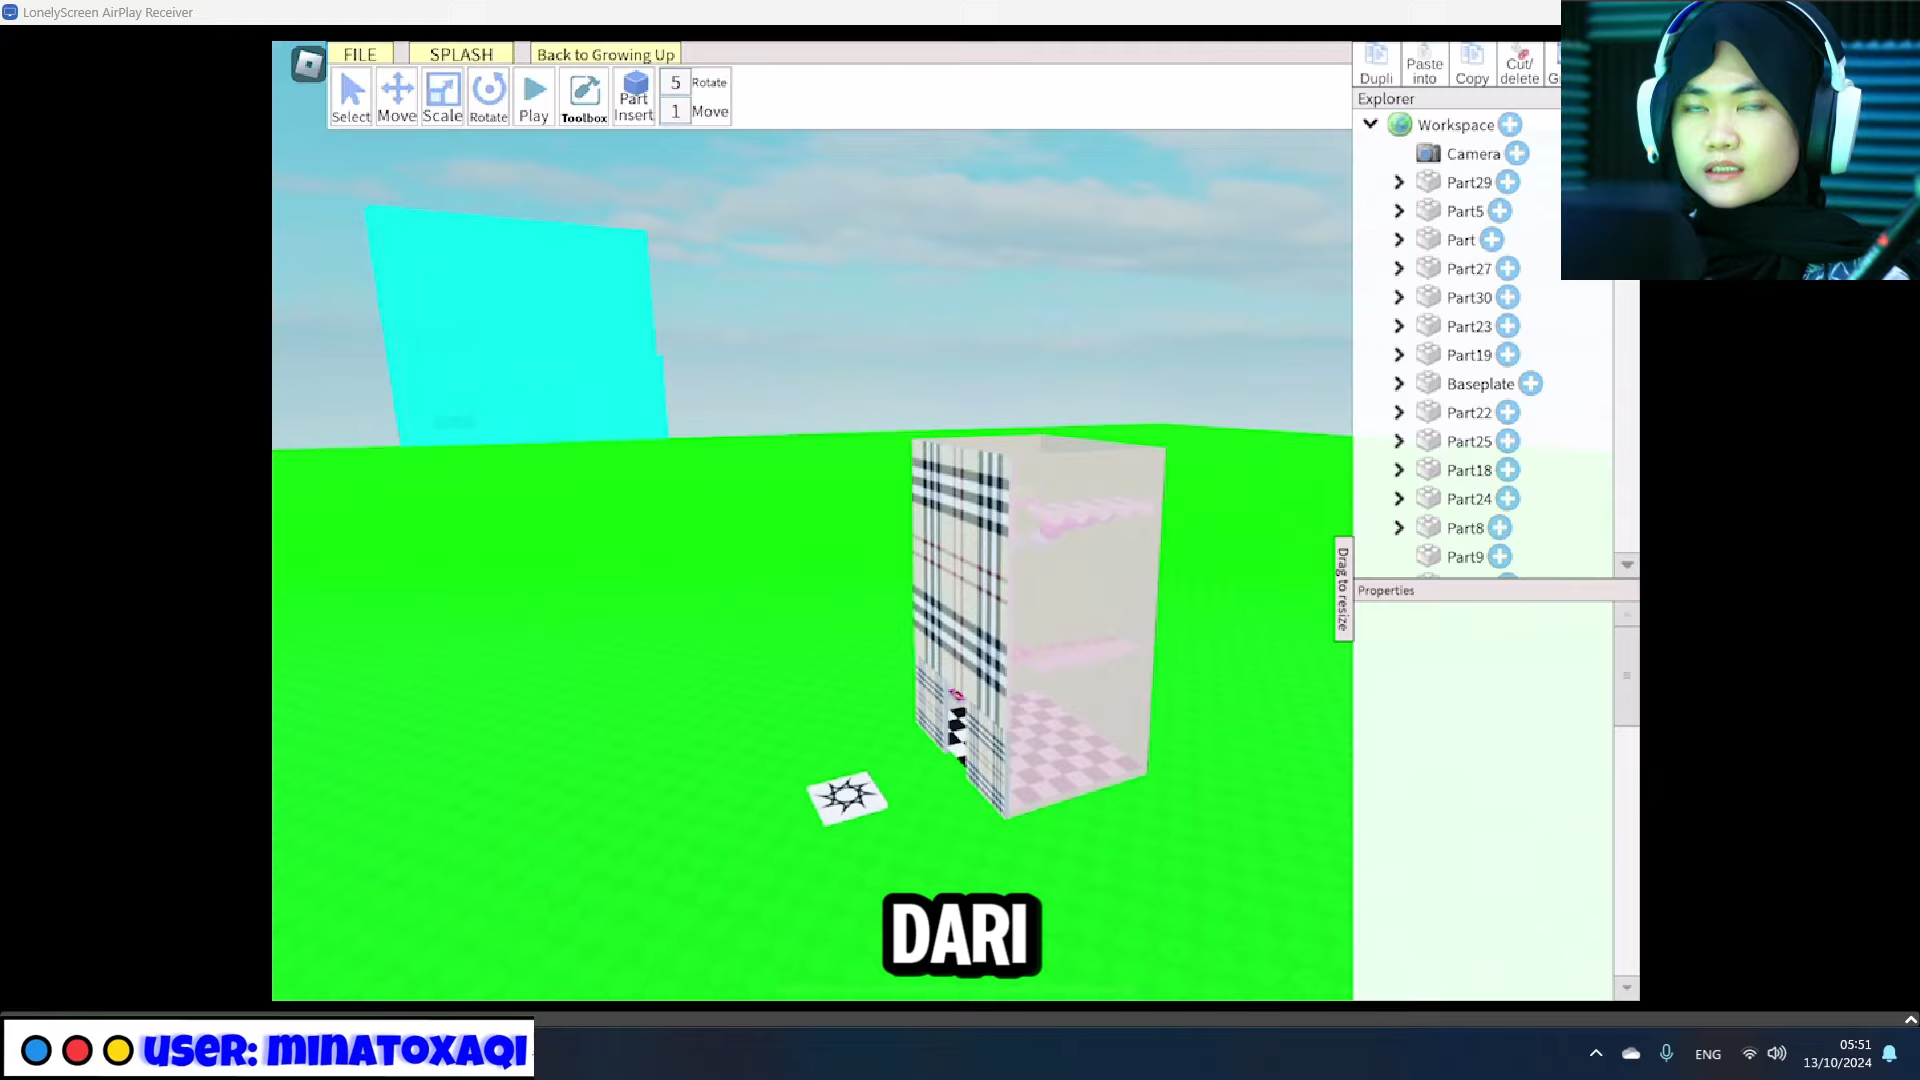 LonelyScreen AirPlay Receiver
FILE SPLASH Back to Growing Up
Select Move Scale Rotate Play Toolbox Part Insert 5 Rotate
1 Move
Dupli Paste into Copy Cut/ delete
Explorer
Workspace
Camera
Part29
Part5
Part
Part27
Part30
Part23
Part19
Baseplate
Part22
Part25
Part18
Part24
Part8
Part9
Drag to resize
Properties
DARI
user: minatoxaqi
ENG
05:51
13/10/2024